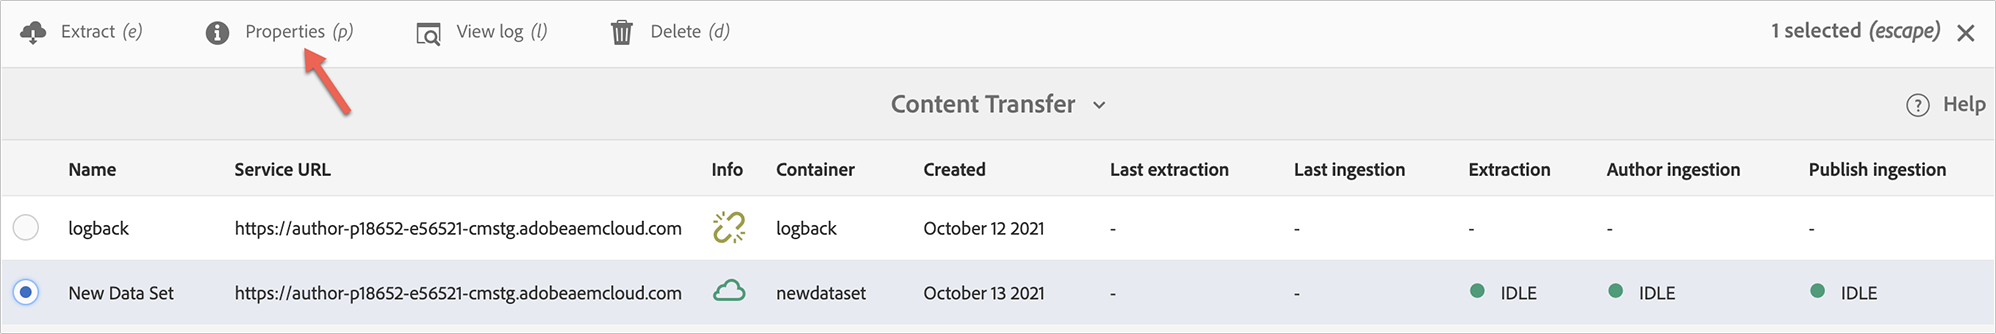 Extract (e) Properties (p) View log (l) Delete (d) 1 selected (escape)
Content Transfer ? Help
Name Service URL Info Container Created Last extraction Last ingestion Extraction Author ingestion Publish ingestion
logback https://author-p18652-e56521-cmstg.adobeaemcloud.com logback October 12 2021 - - - - -
New Data Set https://author-p18652-e56521-cmstg.adobeaemcloud.com newdataset October 13 2021 - - IDLE IDLE IDLE